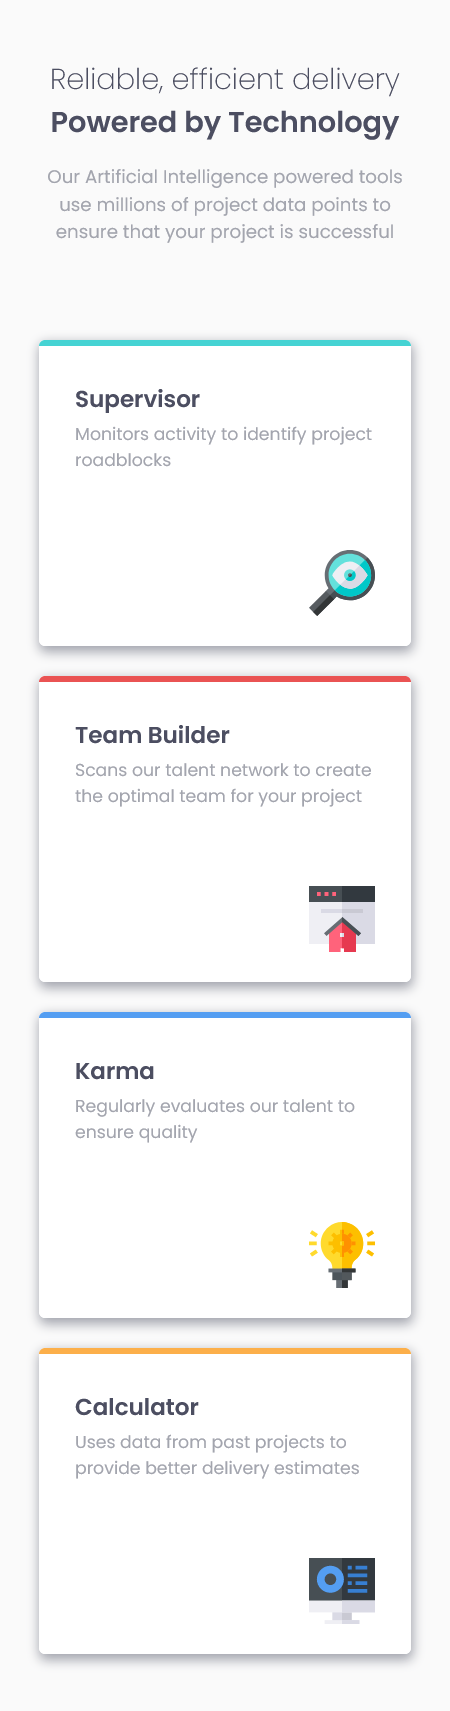 Reliable, efficient delivery
Powered by Technology
Our Artificial Intelligence powered tools
use millions of project data points to
ensure that your project is successful
Supervisor
Monitors activity to identify project
roadblocks
Team Builder
Scans our talent network to create
the optimal team for your project
Karma
Regularly evaluates our talent to
ensure quality
Calculator
Uses data from past projects to
provide better delivery estimates